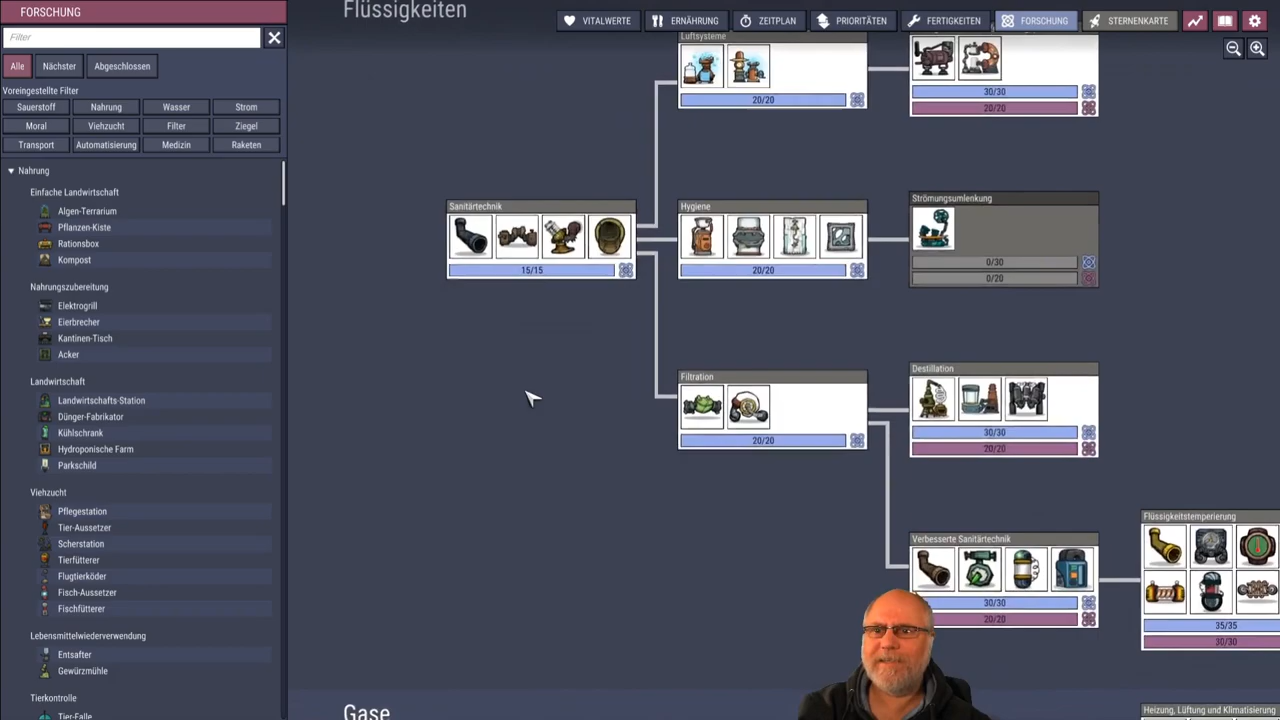 FORSCHUNG
Flüssigkeiten
VITALWERTE
ERNÄHRUNG
ZEITPLAN
PRIORITÄTEN
FERTIGKEITEN
FORSCHUNG
STERNENKARTE
Filter
Alle
Nächster
Abgeschlossen
Voreingestellte Filter
Sauerstoff
Nahrung
Wasser
Strom
Moral
Viehzucht
Filter
Ziegel
Transport
Automatisierung
Medizin
Raketen
Nahrung
Einfache Landwirtschaft
Algen-Terrarium
Pflanzen-Kiste
Rationsbox
Kompost
Nahrungszubereitung
Elektrogrill
Eierbrecher
Kantinen-Tisch
Acker
Landwirtschaft
Landwirtschafts-Station
Dünger-Fabrikator
Kühlschrank
Hydroponische Farm
Parkschild
Viehzucht
Pflegestation
Tier-Aussetzer
Scherstation
Tierfütterer
Flugtierköder
Fisch-Aussetzer
Fischfütterer
Lebensmittelwiederverwendung
Entsafter
Gewürzmühle
Tierkontrolle
Tier-Falle
Luftsysteme
20/20
30/30
20/20
Sanitärtechnik
15/15
Hygiene
20/20
Strömungsumlenkung
0/30
0/20
Filtration
20/20
Destillation
30/30
20/20
Verbesserte Sanitärtechnik
30/30
20/20
Flüssigkeitstemperierung
35/35
30/30
Gase
Heizung, Lüftung und Klimatisierung